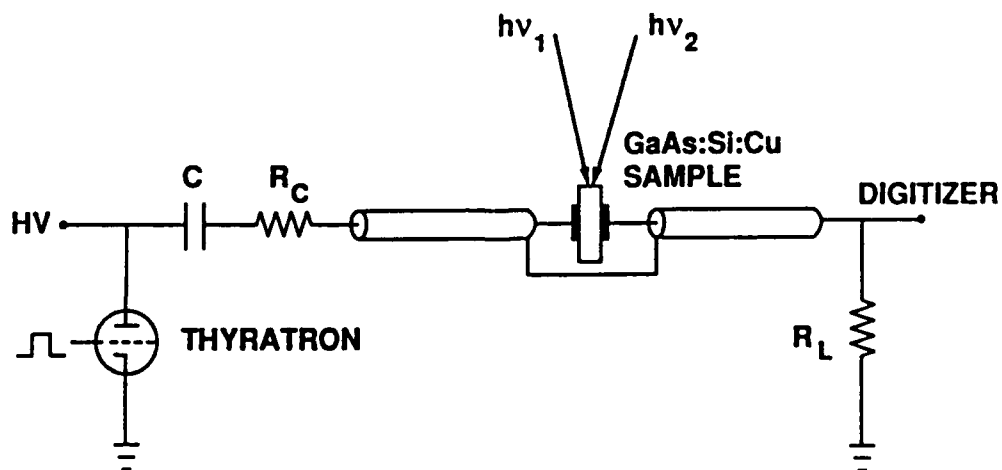 hν1 hν2
GaAs:Si:Cu
SAMPLE
C
RC
HV
DIGITIZER
THYRATRON
RL